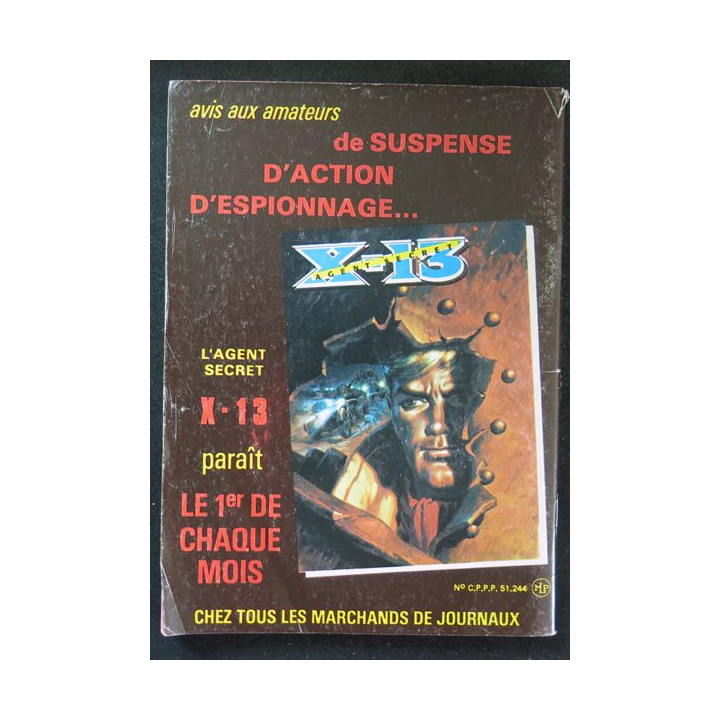 avis aux amateurs
de SUSPENSE
D'ACTION
D'ESPIONNAGE...
X-13
AGENT SECRET
L'AGENT
SECRET
X-13
paraît
LE 1er DE
CHAQUE
MOIS
No C.P.P.P. 51.244
MP
CHEZ TOUS LES MARCHANDS DE JOURNAUX